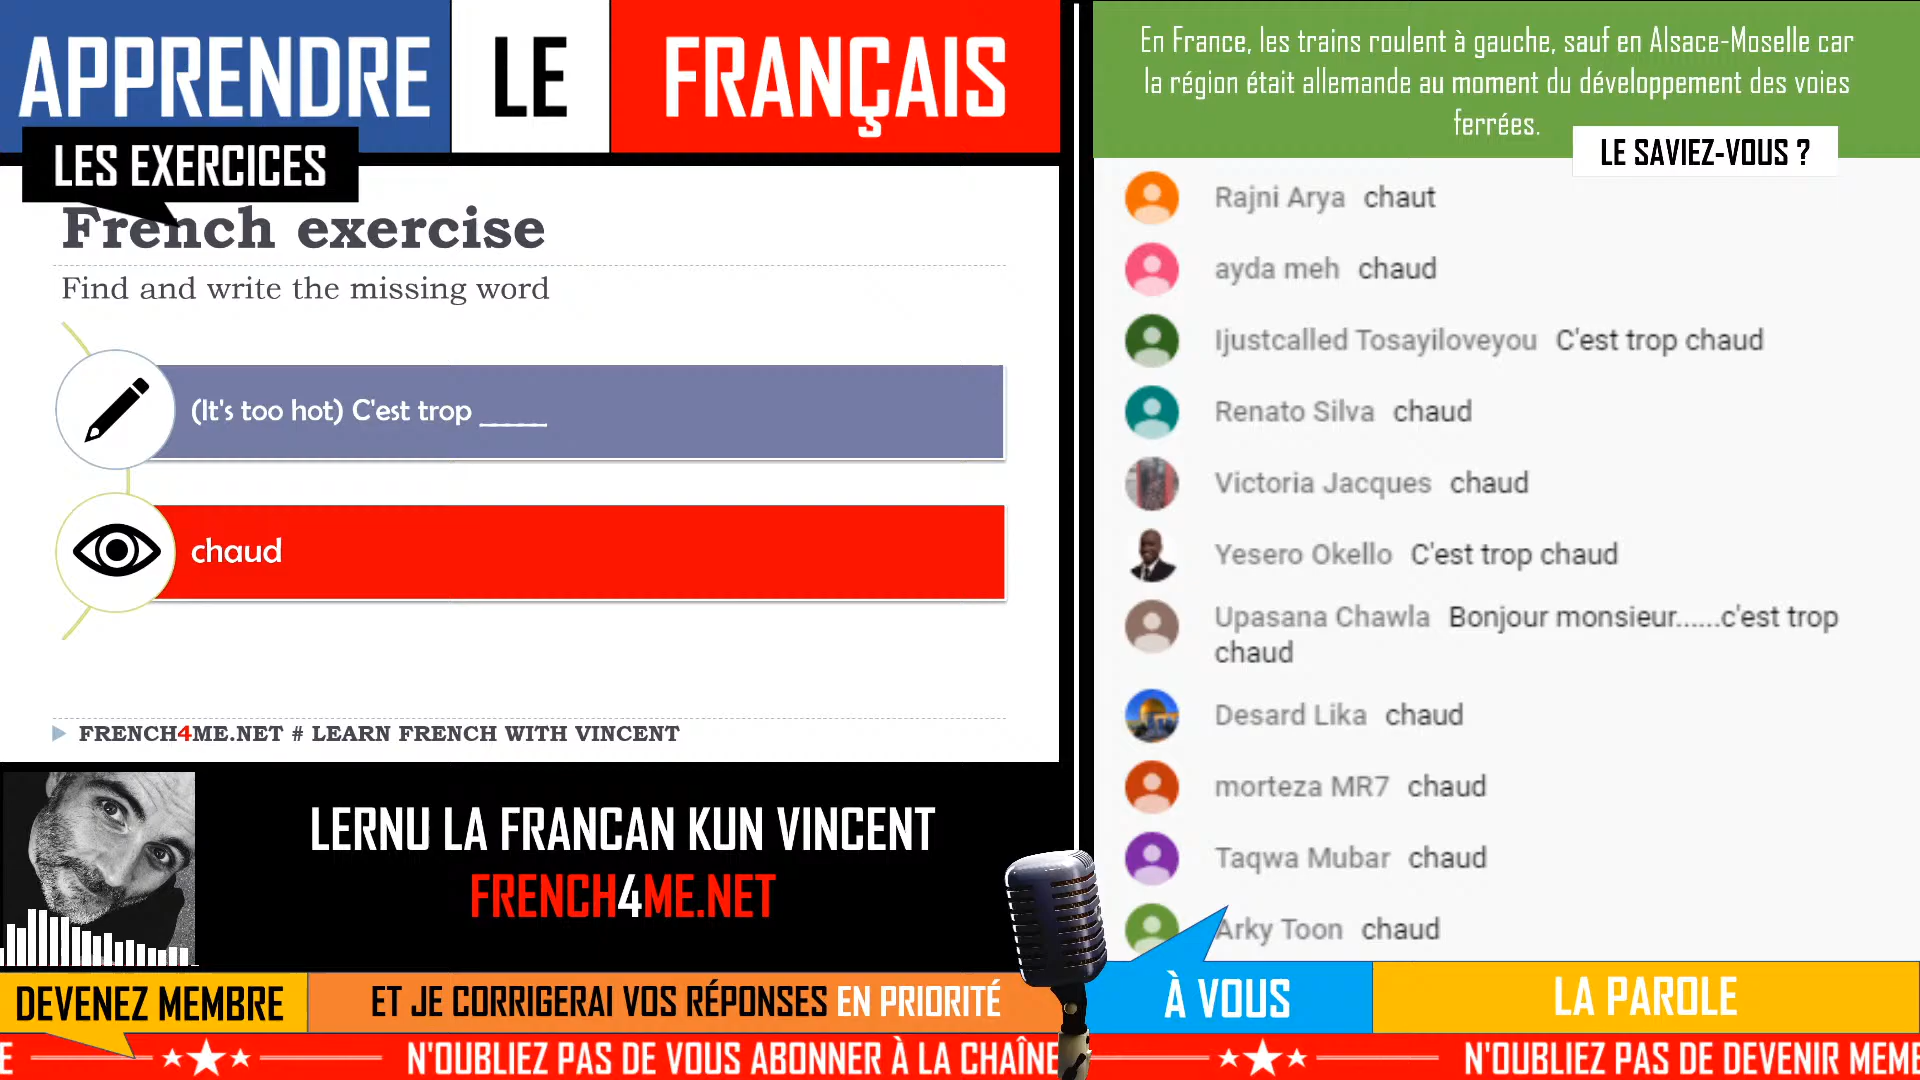 APPRENDRE LE FRANÇAIS
LES EXERCICES
French exercise
Find and write the missing word
(It's too hot) C'est trop _____
chaud
FRENCH4ME.NET # LEARN FRENCH WITH VINCENT
LERNU LA FRANCAN KUN VINCENT
FRENCH4ME.NET
DEVENEZ MEMBRE
ET JE CORRIGERAI VOS RÉPONSES EN PRIORITÉ
En France, les trains roulent à gauche, sauf en Alsace-Moselle car
la région était allemande au moment du développement des voies
ferrées.
LE SAVIEZ-VOUS ?
Rajni Arya chaut
ayda meh chaud
Ijustcalled Tosayiloveyou C'est trop chaud
Renato Silva chaud
Victoria Jacques chaud
Yesero Okello C'est trop chaud
Upasana Chawla Bonjour monsieur......c'est trop
chaud
Desard Lika chaud
morteza MR7 chaud
Taqwa Mubar chaud
Arky Toon chaud
À VOUS
LA PAROLE
E ★★★ N'OUBLIEZ PAS DE VOUS ABONNER À LA CHAÎNE ★★★ N'OUBLIEZ PAS DE DEVENIR MEME